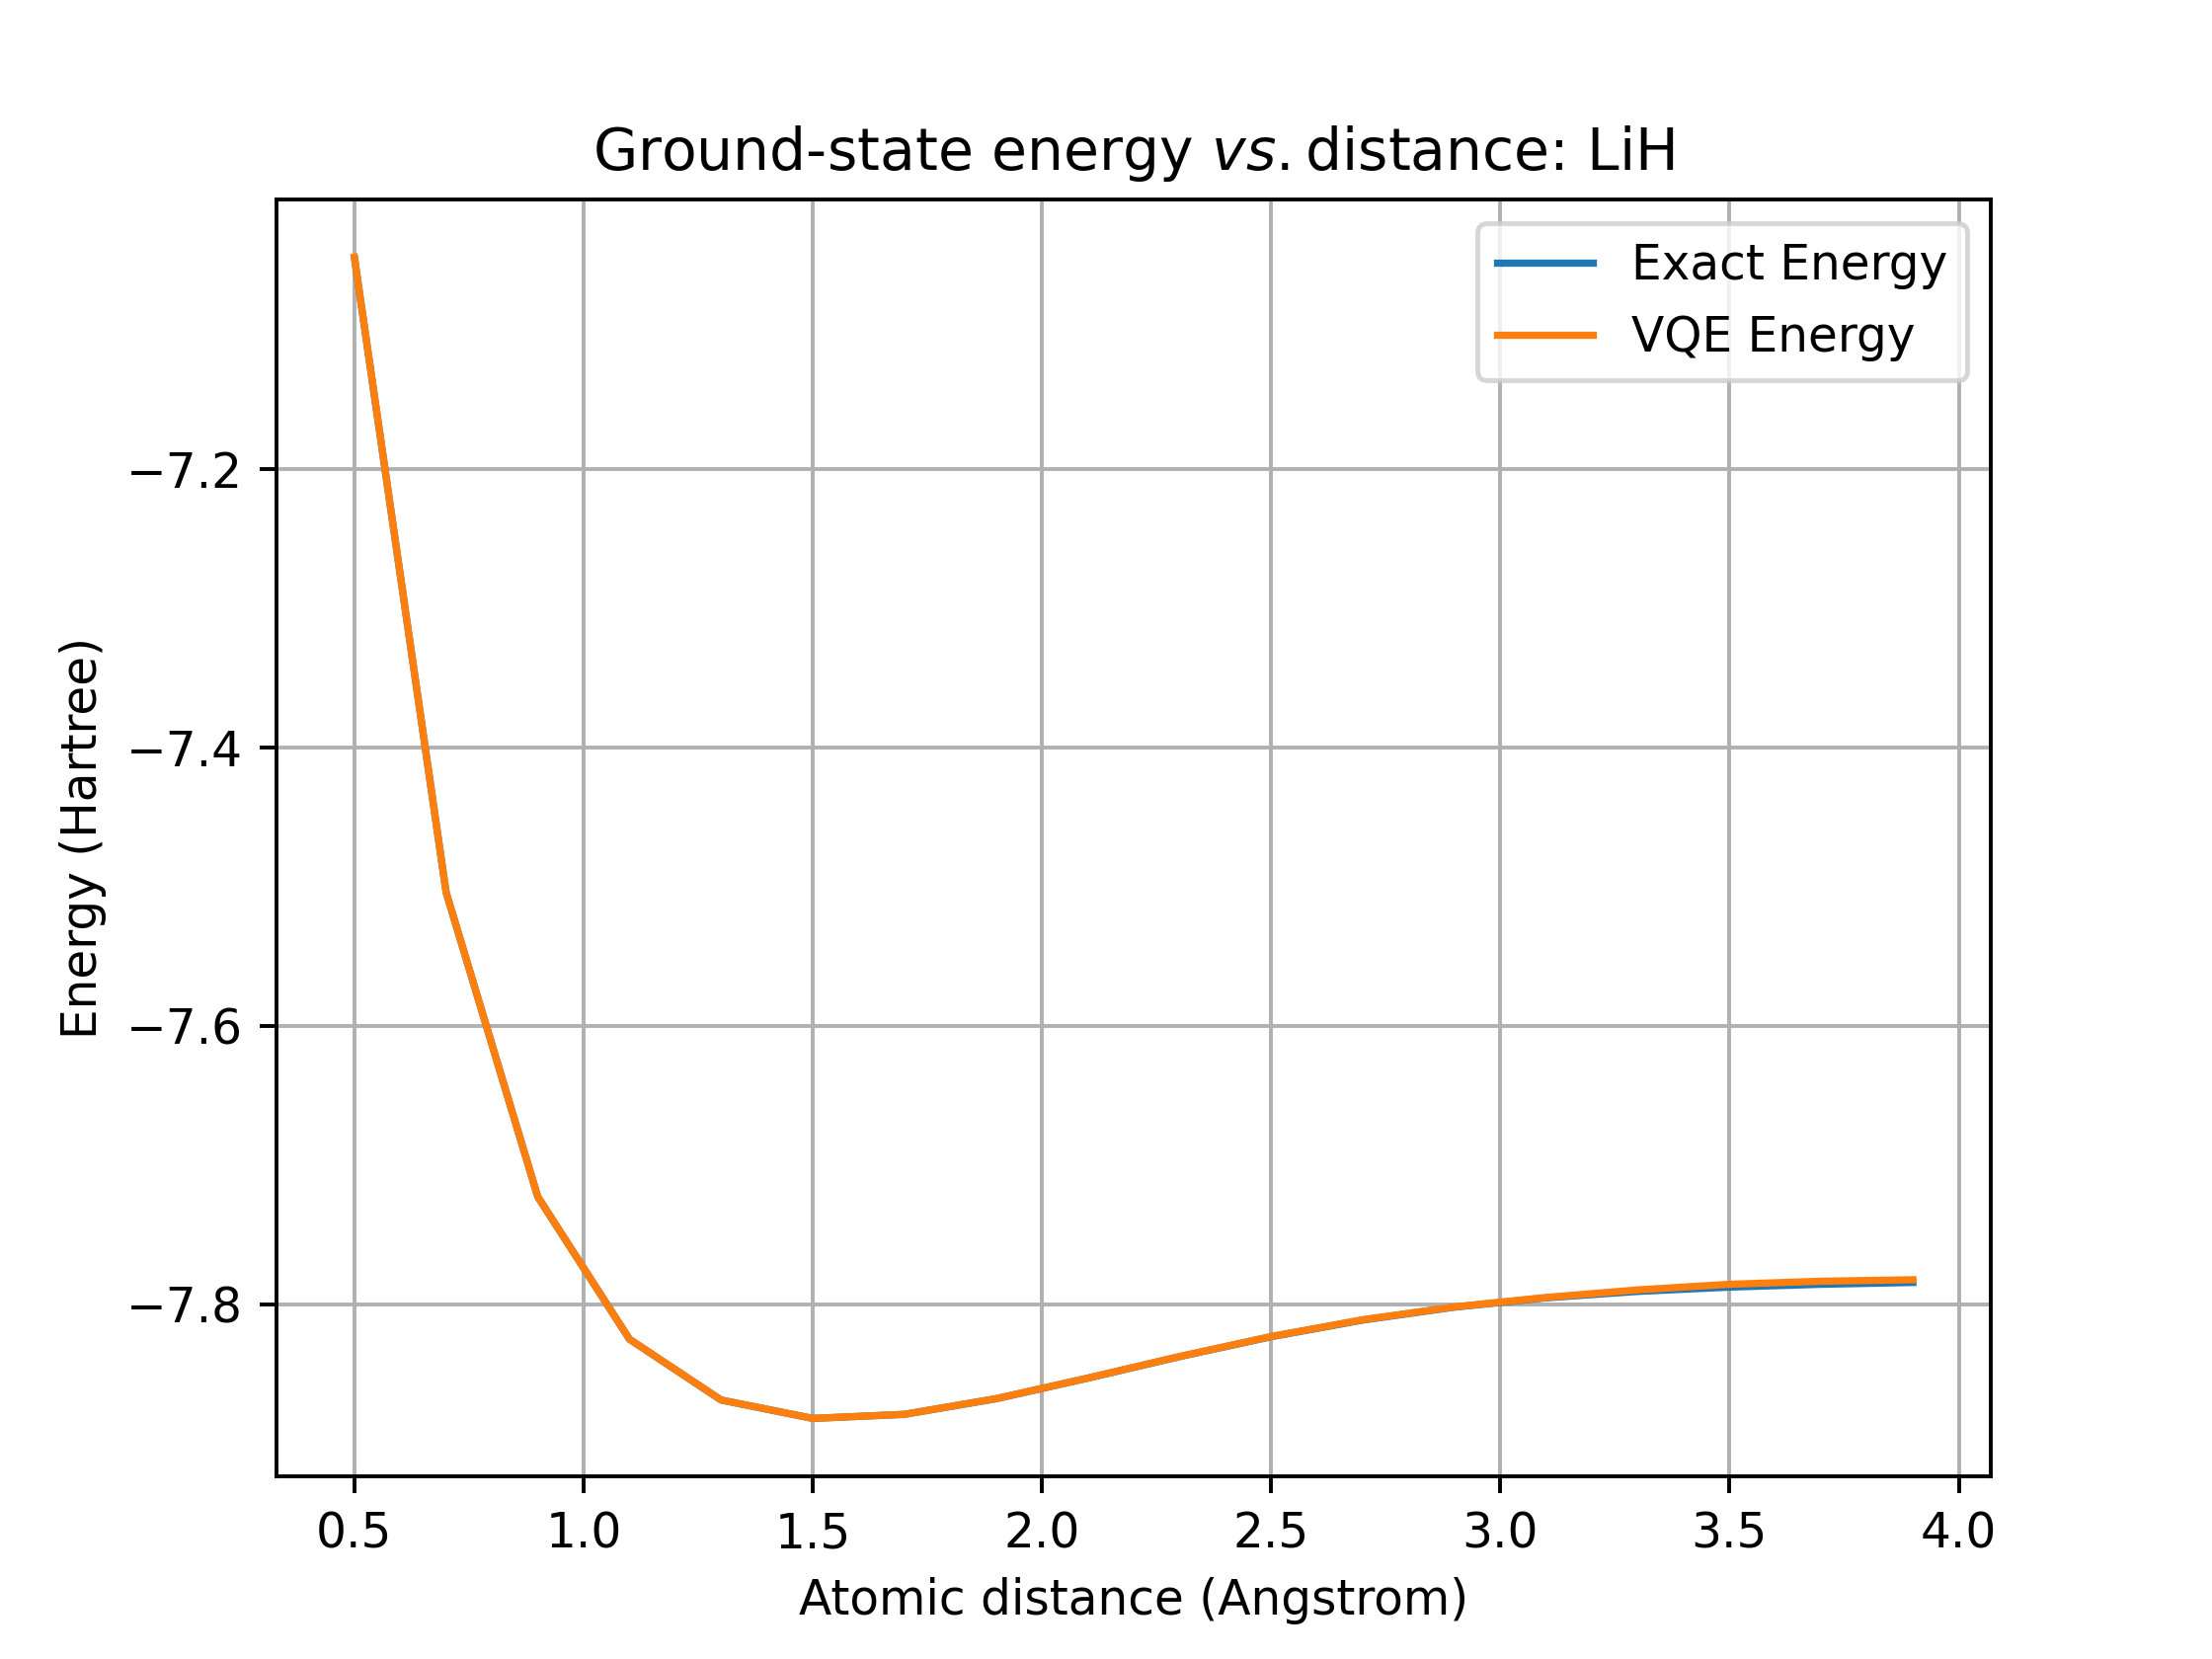 Ground-state energy vs. distance: LiH
Exact Energy
VQE Energy
Energy (Hartree)
−7.2
−7.4
−7.6
−7.8
0.5 1.0 1.5 2.0 2.5 3.0 3.5 4.0
Atomic distance (Angstrom)